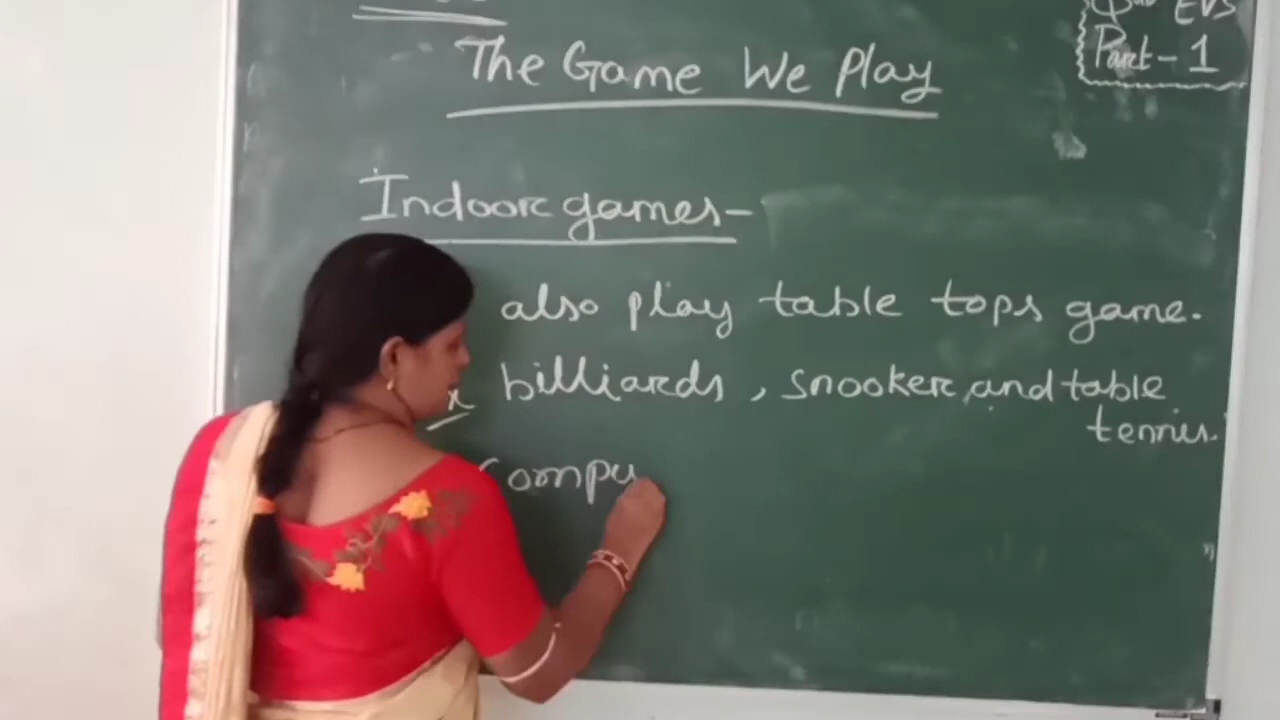 EVS
Part - 1
The Game We Play
Indoor games -
also play table tops game.
billiards, snooker, and table
tennis.
Compu